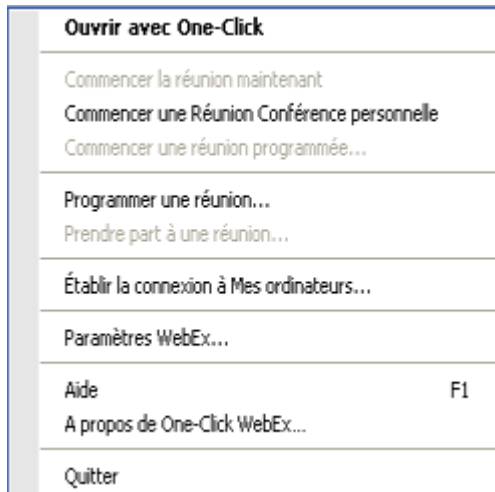 Ouvrir avec One-Click
Commencer la réunion maintenant
Commencer une Réunion Conférence personnelle
Commencer une réunion programmée...
Programmer une réunion...
Prendre part à une réunion...
Établir la connexion à Mes ordinateurs...
Paramètres WebEx...
Aide F1
A propos de One-Click WebEx...
Quitter